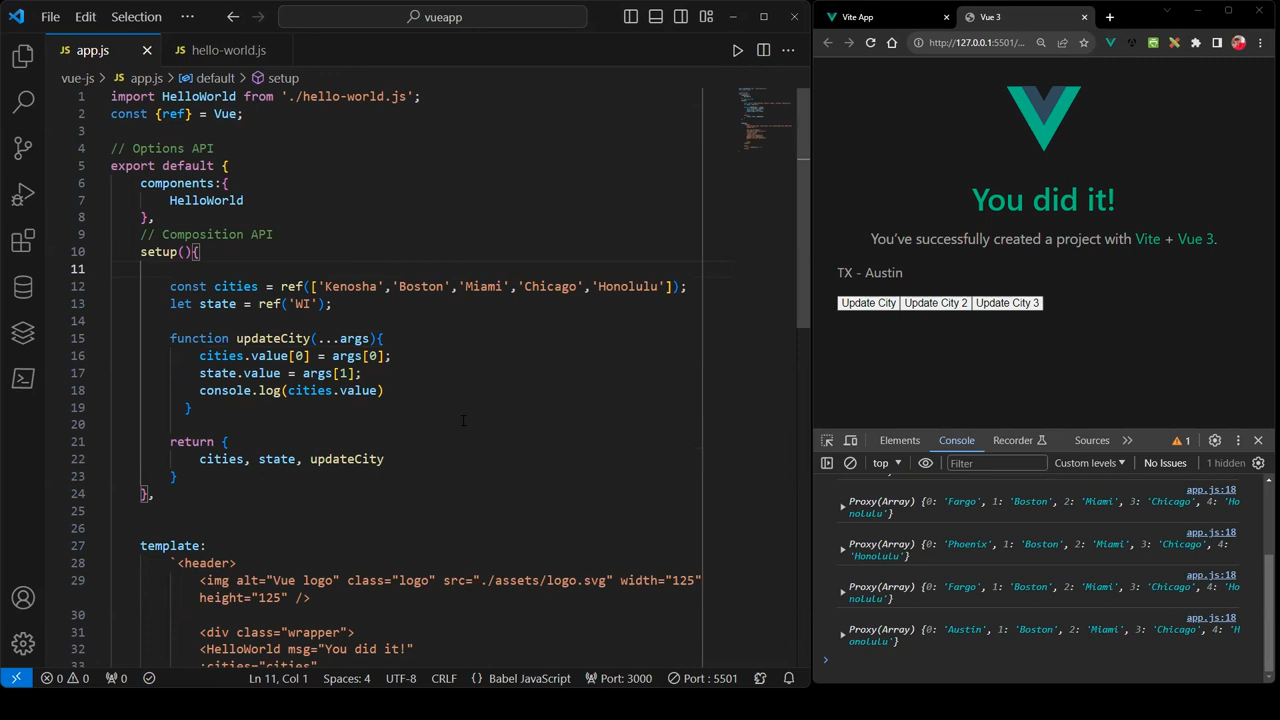 File Edit Selection ··· vueapp
app.js hello-world.js
vue-js > app.js > default > setup
1 import HelloWorld from './hello-world.js';
2 const {ref} = Vue;
3
4 // Options API
5 export default {
6 components:{
7 HelloWorld
8 },
9 // Composition API
10 setup(){
11
12 const cities = ref(['Kenosha','Boston','Miami','Chicago','Honolulu']);
13 let state = ref('WI');
14
15 function updateCity(...args){
16 cities.value[0] = args[0];
17 state.value = args[1];
18 console.log(cities.value)
19 }
20
21 return {
22 cities, state, updateCity
23 }
24 },
25
26
27 template:
28 `<header>
29 <img alt="Vue logo" class="logo" src="./assets/logo.svg" width="125"
height="125" />
30
31 <div class="wrapper">
32 <HelloWorld msg="You did it!"
33 :cities="cities"
0 0 0 Ln 11, Col 1 Spaces: 4 UTF-8 CRLF {} Babel JavaScript Port: 3000 Port : 5501
Vite App Vue 3
http://127.0.0.1:5501/...
You did it!
You've successfully created a project with Vite + Vue 3.
TX - Austin
Update City Update City 2 Update City 3
Elements Console Recorder Sources 1
top Filter Custom levels No Issues 1 hidden
app.js:18
Proxy(Array) {0: 'Fargo', 1: 'Boston', 2: 'Miami', 3: 'Chicago', 4: 'Ho
nolulu'}
app.js:18
Proxy(Array) {0: 'Phoenix', 1: 'Boston', 2: 'Miami', 3: 'Chicago', 4:
'Honolulu'}
app.js:18
Proxy(Array) {0: 'Fargo', 1: 'Boston', 2: 'Miami', 3: 'Chicago', 4: 'Ho
nolulu'}
app.js:18
Proxy(Array) {0: 'Austin', 1: 'Boston', 2: 'Miami', 3: 'Chicago', 4: 'H
onolulu'}